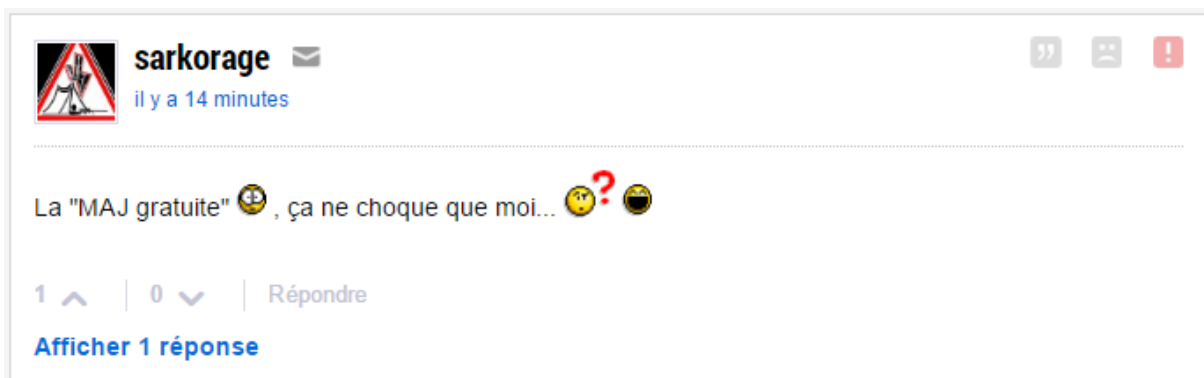 sarkorage
il y a 14 minutes
La "MAJ gratuite" , ça ne choque que moi... ?
1 0 Répondre
Afficher 1 réponse